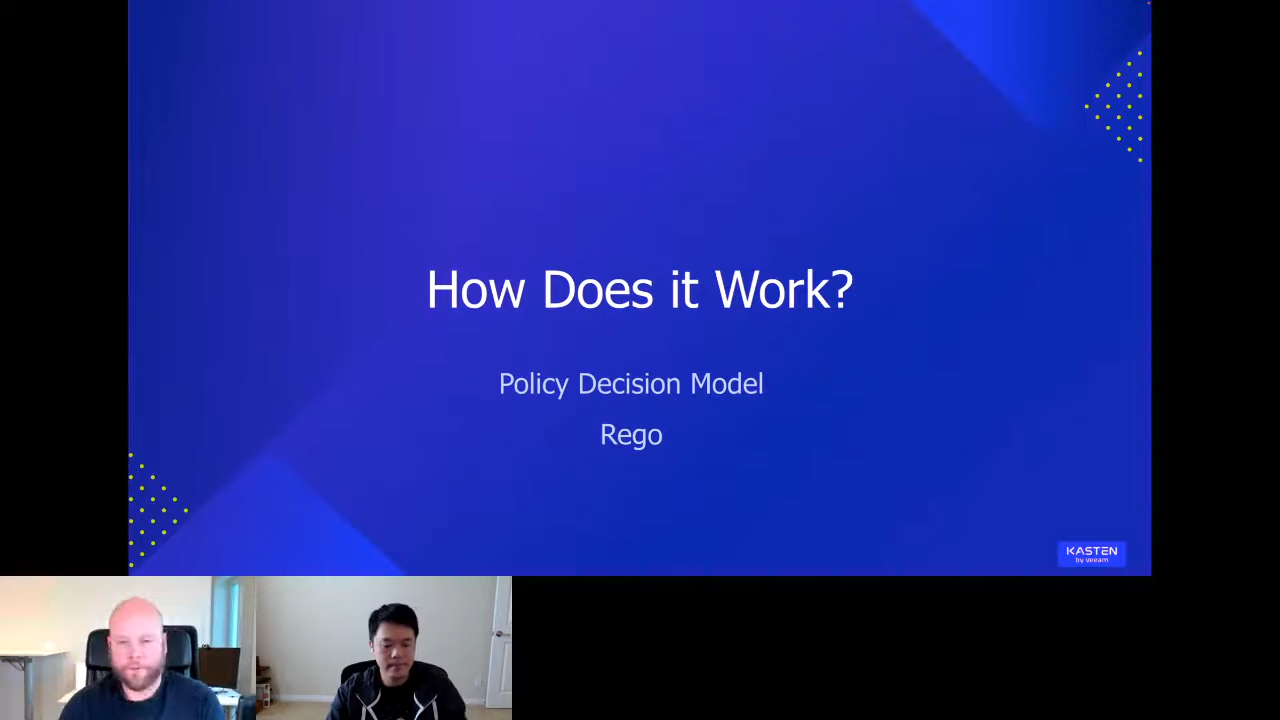 How Does it Work?
Policy Decision Model
Rego
KASTEN
by Veeam